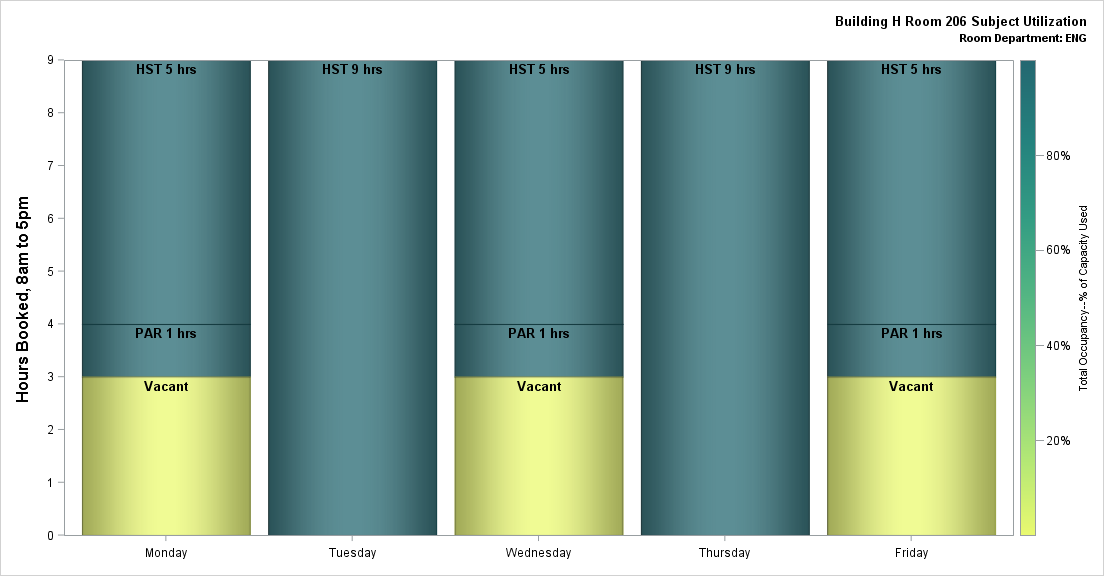 Building H Room 206 Subject Utilization
Room Department: ENG
Hours Booked, 8am to 5pm
9
8
7
6
5
4
3
2
1
0
HST 5 hrs
PAR 1 hrs
Vacant
HST 9 hrs
HST 5 hrs
PAR 1 hrs
Vacant
HST 9 hrs
HST 5 hrs
PAR 1 hrs
Vacant
Monday
Tuesday
Wednesday
Thursday
Friday
80%
60%
40%
20%
Total Occupancy--% of Capacity Used